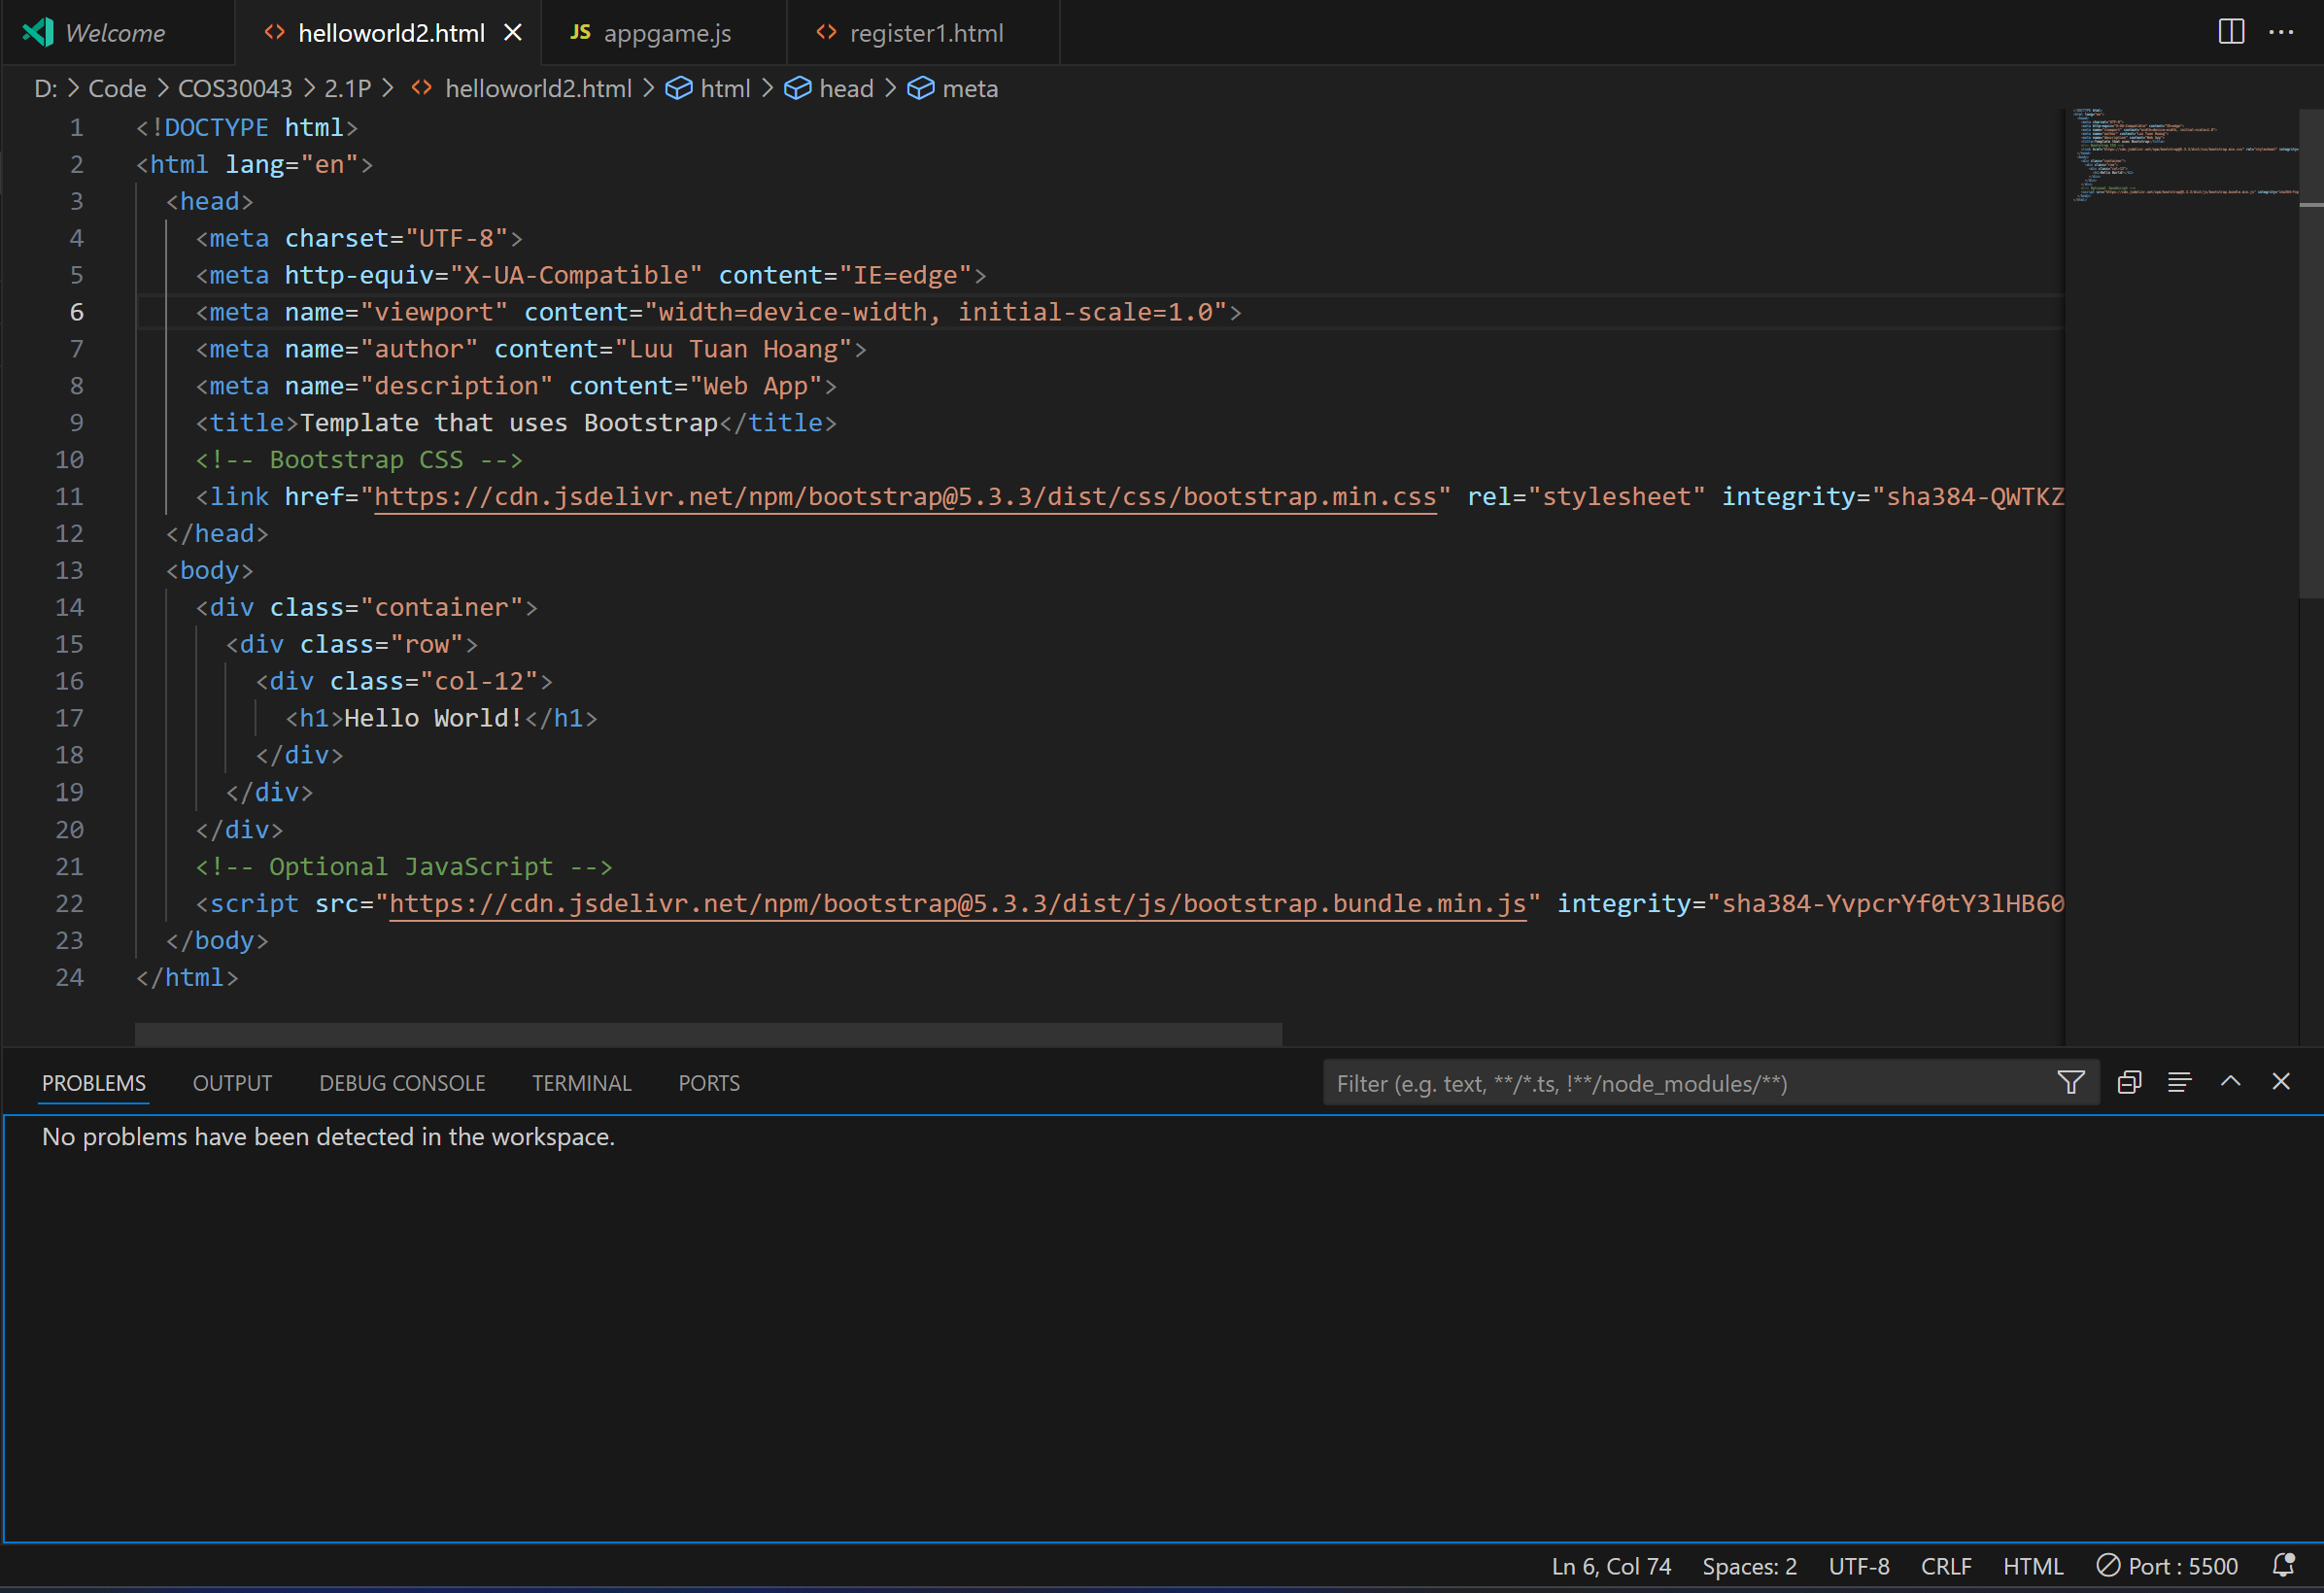 Welcome helloworld2.html JS appgame.js register1.html
D: > Code > COS30043 > 2.1P > helloworld2.html > html > head > meta
1 <!DOCTYPE html>
2 <html lang="en">
3 <head>
4 <meta charset="UTF-8">
5 <meta http-equiv="X-UA-Compatible" content="IE=edge">
6 <meta name="viewport" content="width=device-width, initial-scale=1.0">
7 <meta name="author" content="Luu Tuan Hoang">
8 <meta name="description" content="Web App">
9 <title>Template that uses Bootstrap</title>
10 <!-- Bootstrap CSS -->
11 <link href="https://cdn.jsdelivr.net/npm/bootstrap@5.3.3/dist/css/bootstrap.min.css" rel="stylesheet" integrity="sha384-QWTKZ
12 </head>
13 <body>
14 <div class="container">
15 <div class="row">
16 <div class="col-12">
17 <h1>Hello World!</h1>
18 </div>
19 </div>
20 </div>
21 <!-- Optional JavaScript -->
22 <script src="https://cdn.jsdelivr.net/npm/bootstrap@5.3.3/dist/js/bootstrap.bundle.min.js" integrity="sha384-YvpcrYf0tY3lHB60
23 </body>
24 </html>
PROBLEMS OUTPUT DEBUG CONSOLE TERMINAL PORTS Filter (e.g. text, **/*.ts, !**/node_modules/**)
No problems have been detected in the workspace.
Ln 6, Col 74 Spaces: 2 UTF-8 CRLF HTML Port : 5500